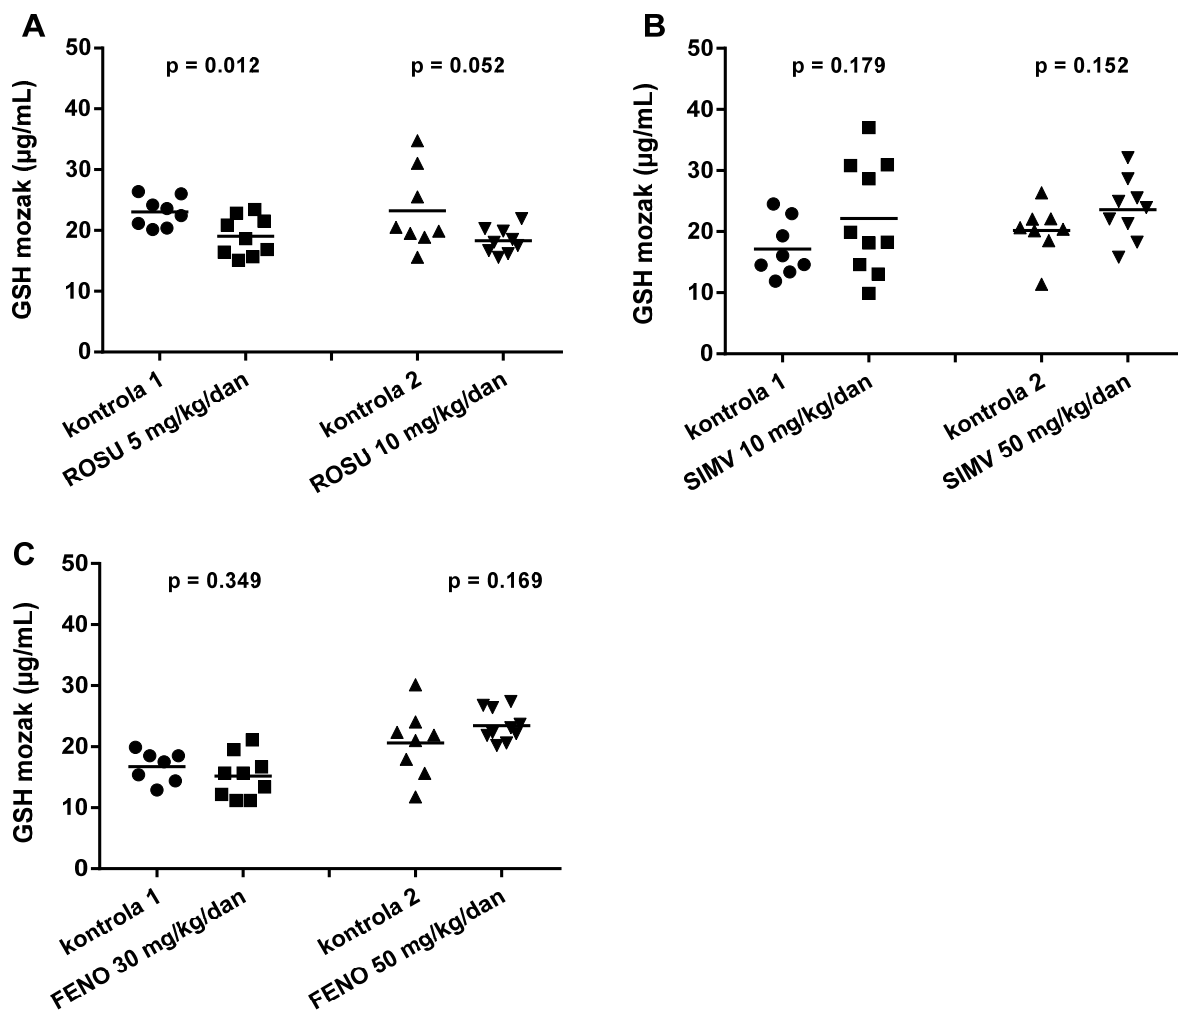 A
GSH mozak (µg/mL)
50
40
30
20
10
0
p = 0.012
p = 0.052
kontrola 1
ROSU 5 mg/kg/dan
kontrola 2
ROSU 10 mg/kg/dan
B
GSH mozak (µg/mL)
50
40
30
20
10
0
p = 0.179
p = 0.152
kontrola 1
SIMV 10 mg/kg/dan
kontrola 2
SIMV 50 mg/kg/dan
C
GSH mozak (µg/mL)
50
40
30
20
10
0
p = 0.349
p = 0.169
kontrola 1
FENO 30 mg/kg/dan
kontrola 2
FENO 50 mg/kg/dan